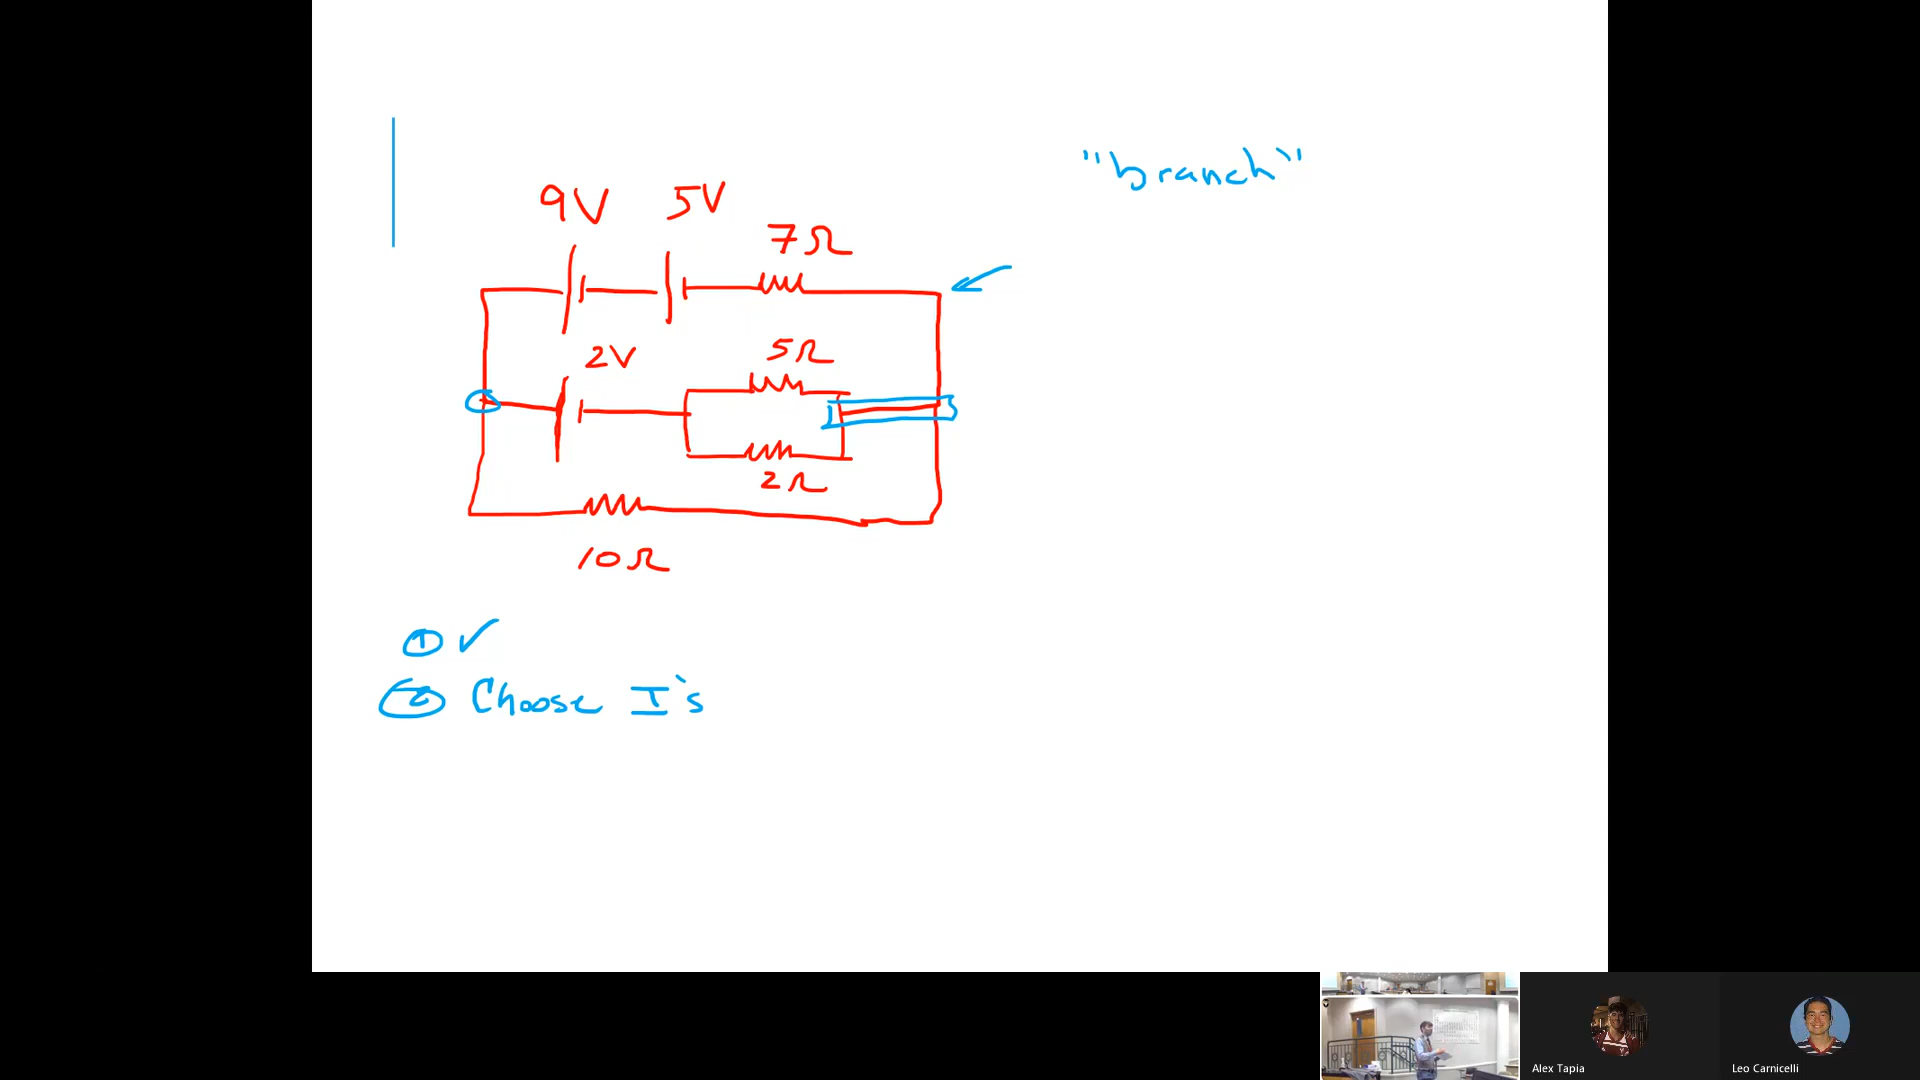 "branch"
9V 5V
7Ω
2V 5Ω
2Ω
10Ω
① ✓
② Choose I's
Alex Tapia Leo Carnicelli